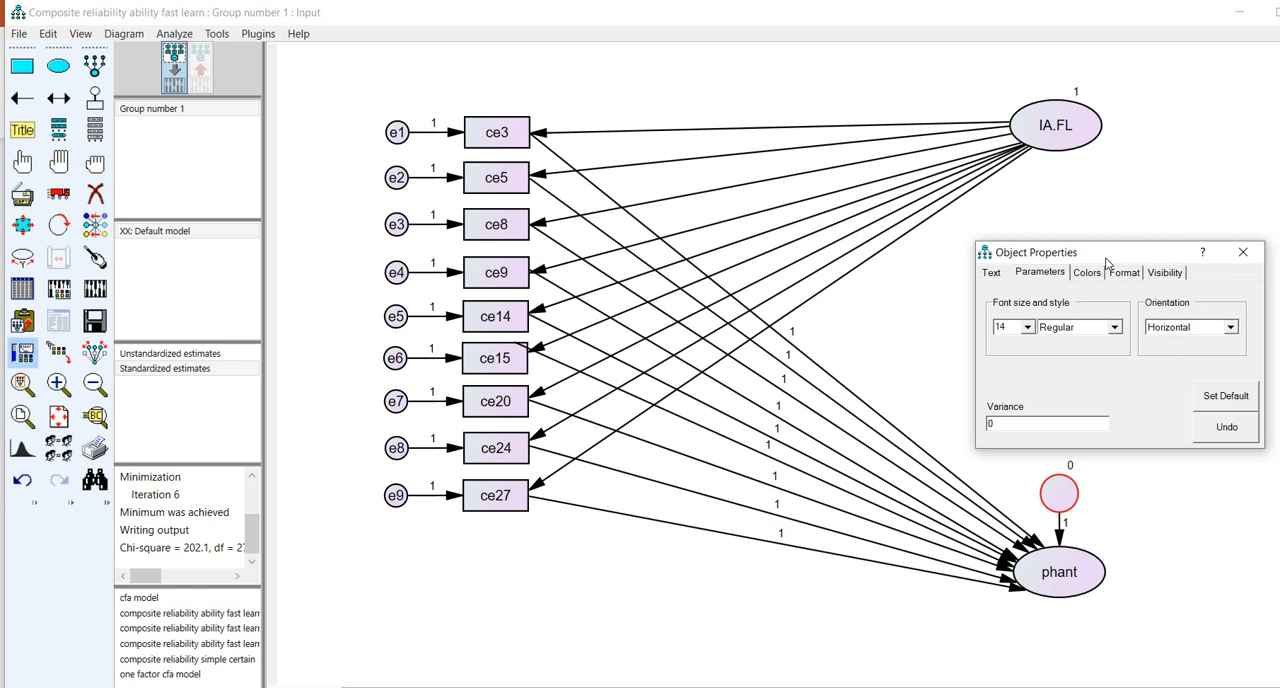 Composite reliability ability fast learn : Group number 1 : Input
File Edit View Diagram Analyze Tools Plugins Help
Title
Group number 1
XX: Default model
Unstandardized estimates
Standardized estimates
Minimization
Iteration 6
Minimum was achieved
Writing output
Chi-square = 202.1, df = 27
cfa model
composite reliability ability fast learn
composite reliability ability fast learn
composite reliability ability fast learn
composite reliability simple certain
one factor cfa model
1
IA.FL
e1 1 ce3
e2 1 ce5
e3 1 ce8
e4 1 ce9
e5 1 ce14
e6 1 ce15
e7 1 ce20
e8 1 ce24
e9 1 ce27
1
1
1
1
1
1
1
1
1
0
1
phant
Object Properties ?
Text Parameters Colors Format Visibility
Font size and style Orientation
14 Regular Horizontal
Set Default
Variance
0 Undo